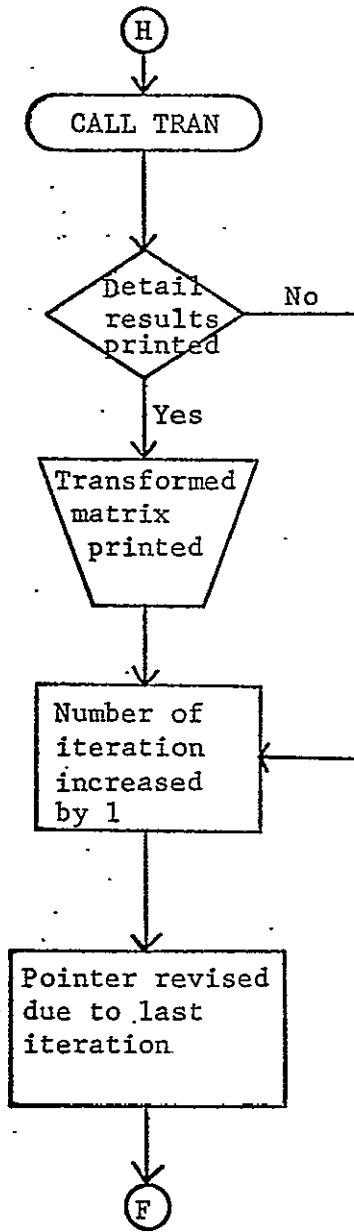 H
CALL TRAN
Detail
results
printed
No
Yes
Transformed
matrix
printed
Number of
iteration
increased
by 1
Pointer revised
due to last
iteration
F